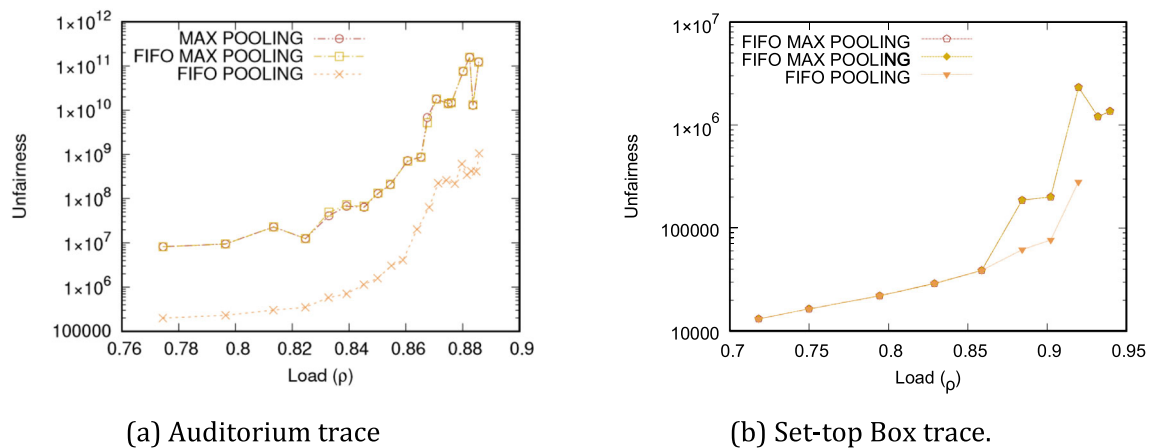 1×10^12
1×10^11
1×10^10
1×10^9
1×10^8
1×10^7
1×10^6
100000
Unfairness
MAX POOLING
FIFO MAX POOLING
FIFO POOLING
0.76 0.78 0.8 0.82 0.84 0.86 0.88 0.9
Load (ρ)
(a) Auditorium trace
1×10^7
1×10^6
100000
10000
Unfairness
FIFO MAX POOLING
FIFO MAX POOLING
FIFO POOLING
0.7 0.75 0.8 0.85 0.9 0.95
Load (ρ)
(b) Set-top Box trace.